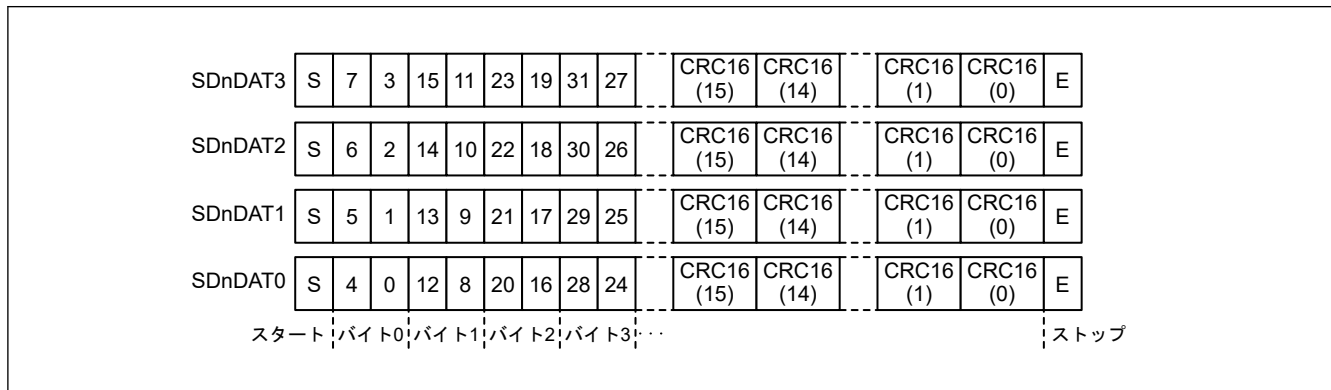 SDnDAT3 S 7 3 15 11 23 19 31 27 CRC16 (15) CRC16 (14) CRC16 (1) CRC16 (0) E
SDnDAT2 S 6 2 14 10 22 18 30 26 CRC16 (15) CRC16 (14) CRC16 (1) CRC16 (0) E
SDnDAT1 S 5 1 13 9 21 17 29 25 CRC16 (15) CRC16 (14) CRC16 (1) CRC16 (0) E
SDnDAT0 S 4 0 12 8 20 16 28 24 CRC16 (15) CRC16 (14) CRC16 (1) CRC16 (0) E
スタート バイト0 バイト1 バイト2 バイト3 ・・・ ストップ